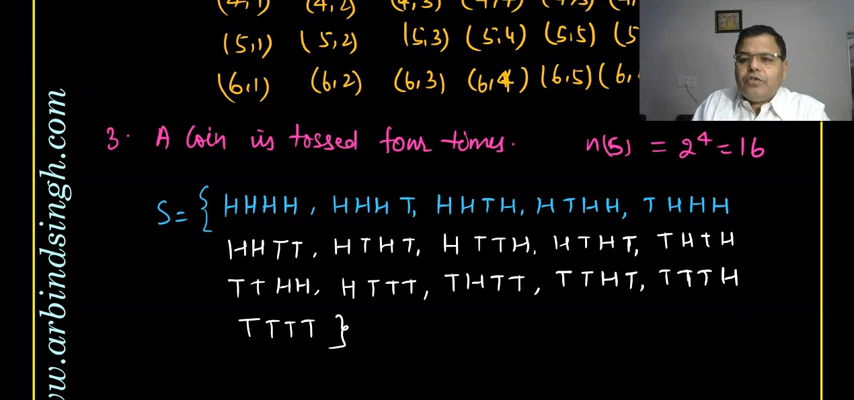 (5,1) (5,2) (5,3) (5,4) (5,5) (5
(6,1) (6,2) (6,3) (6,4) (6,5) (6,
3. A Coin is tossed four times. n(S) = 2⁴ = 16
S = { HHHH, HHHT, HHTH, HTHH, THHH
HHTT, HTHT, HTTH, HTHT, THTH
TTHH, HTTT, THTT, TTHT, TTTH
TTTT }
w.arbindsingh.com